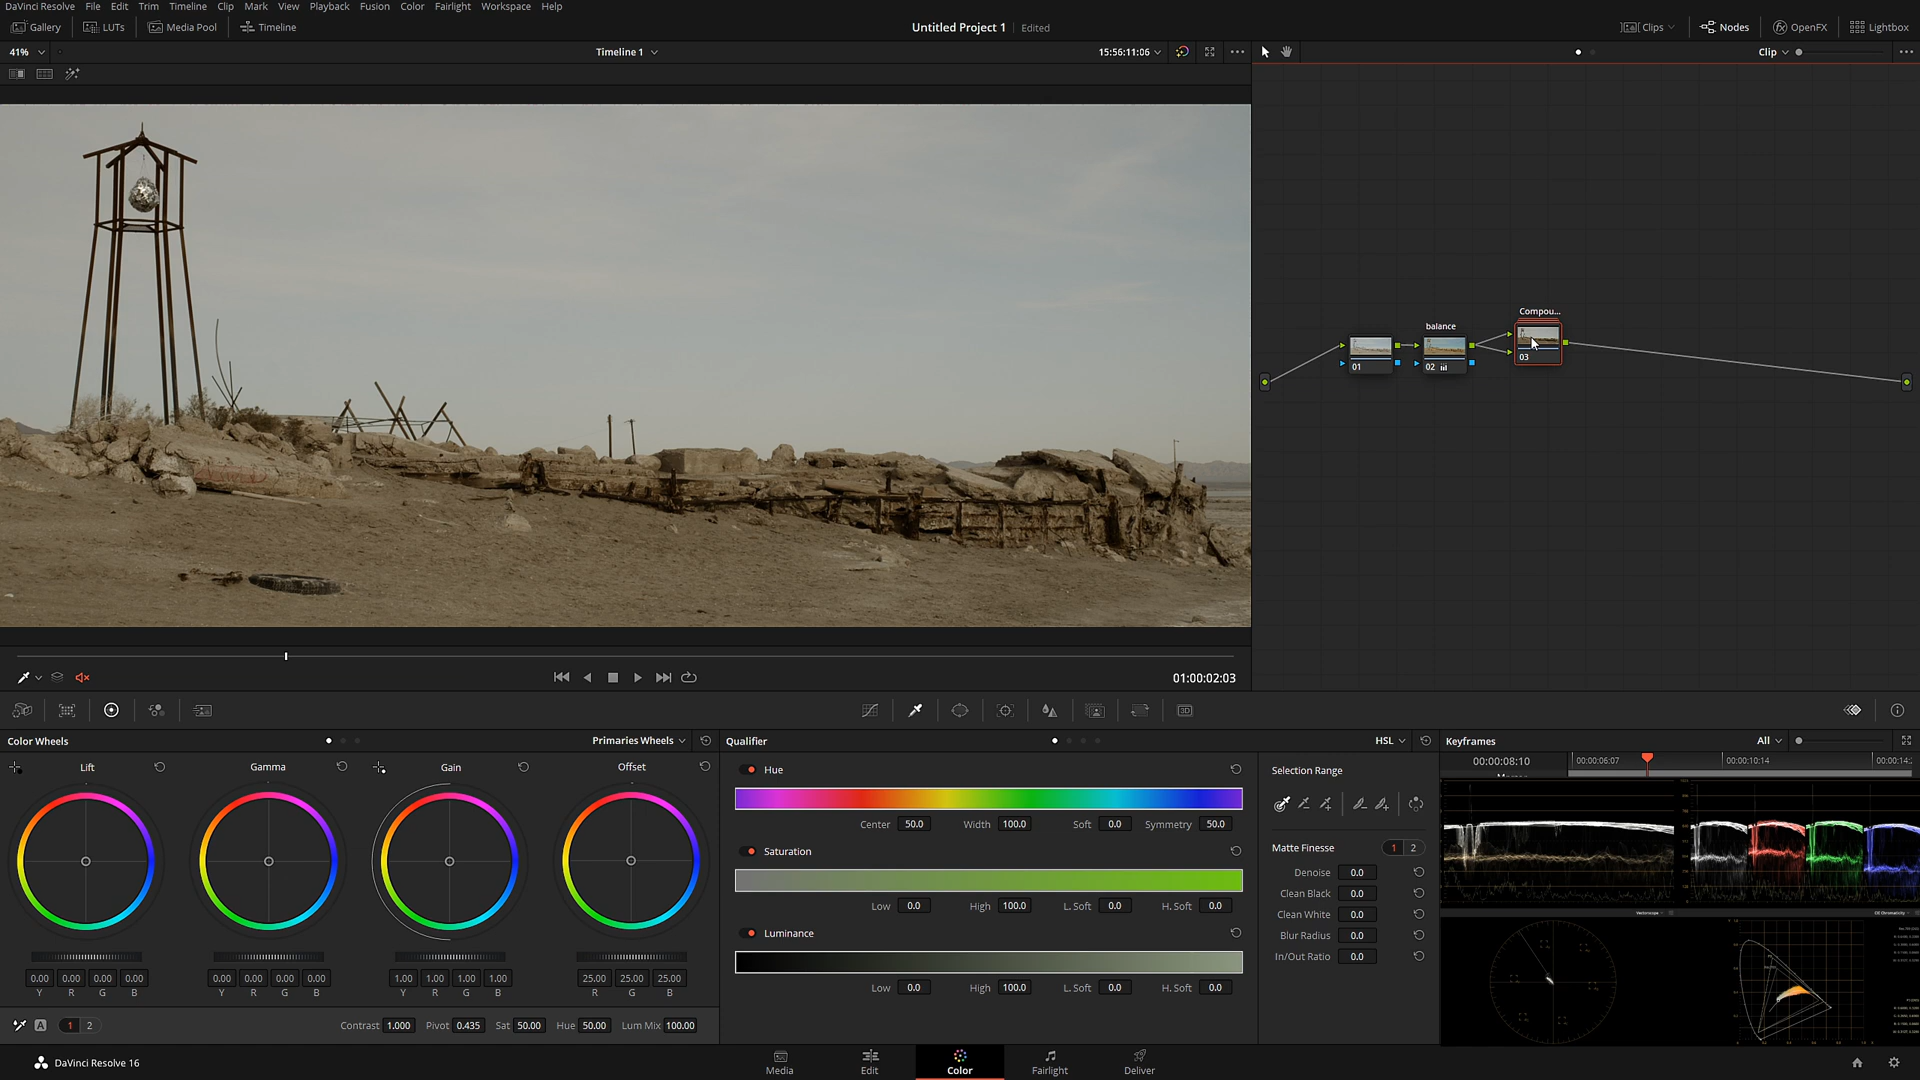 DaVinci Resolve File Edit Trim Timeline Clip Mark View Playback Fusion Color Fairlight Workspace Help
Gallery LUTs Media Pool Timeline Untitled Project 1 Edited Clips Nodes OpenFX Lightbox
41% Timeline 1 15:56:11:06 Clip
Compou...
balance
01 02 03
01:00:02:03
3D
Color Wheels Primaries Wheels Qualifier HSL Keyframes All
Lift Gamma Gain Offset
Hue Selection Range 00:00:08:10 00:00:06:07 00:00:10:14 00:00:14:
Center 50.0 Width 100.0 Soft 0.0 Symmetry 50.0
Saturation Matte Finesse 1 2
Denoise 0.0
Clean Black 0.0
Low 0.0 High 100.0 L. Soft 0.0 H. Soft 0.0
Clean White 0.0
Luminance Blur Radius 0.0
In/Out Ratio 0.0
0.00 0.00 0.00 0.00 0.00 0.00 0.00 0.00 1.00 1.00 1.00 1.00 25.00 25.00 25.00
Y R G B Y R G B Y R G B R G B
Low 0.0 High 100.0 L. Soft 0.0 H. Soft 0.0
A 1 2 Contrast 1.000 Pivot 0.435 Sat 50.00 Hue 50.00 Lum Mix 100.00
DaVinci Resolve 16 Media Edit Color Fairlight Deliver